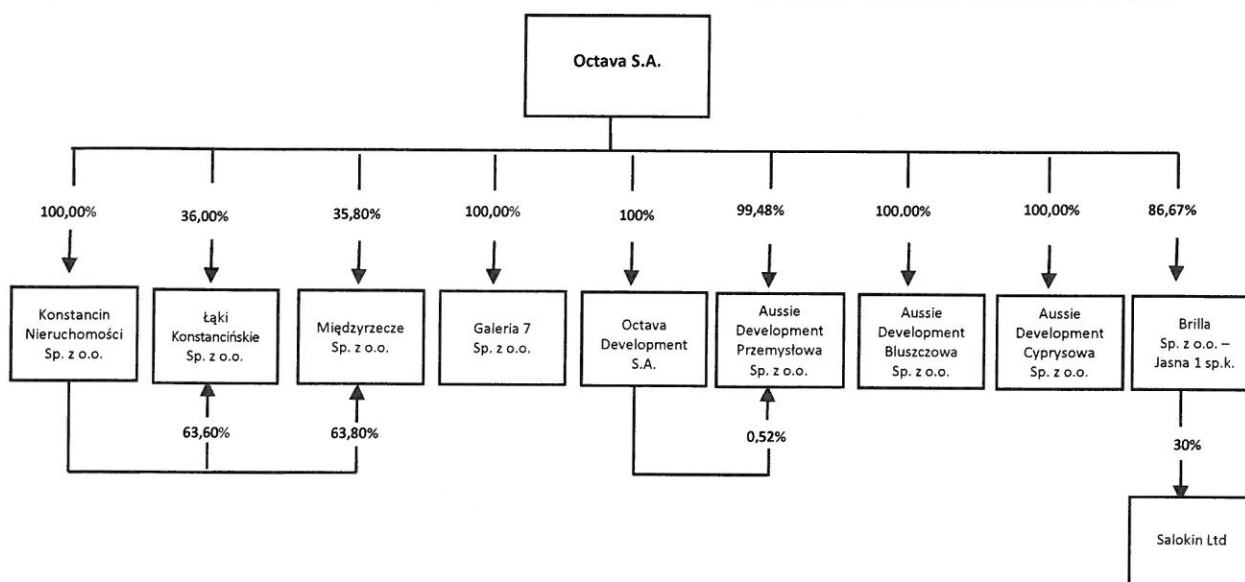 Octava S.A.
100,00%
36,00%
35,80%
100,00%
100%
99,48%
100.00%
100,00%
86,67%
Konstancin
Nieruchomości
Sp. z o.o.
Łąki
Konstancińskie
Sp. z o.o.
Międzyrzecze
Sp. z o.o.
Galeria 7
Sp. z o.o.
Octava
Development
S.A.
Aussie
Development
Przemysłowa
Sp. z o.o.
Aussie
Development
Bluszczowa
Sp. z o.o.
Aussie
Development
Cyprysowa
Sp. z o.o.
Brilla
Sp. z o.o. –
Jasna 1 sp.k.
63,60%
63,80%
0,52%
30%
Salokin Ltd